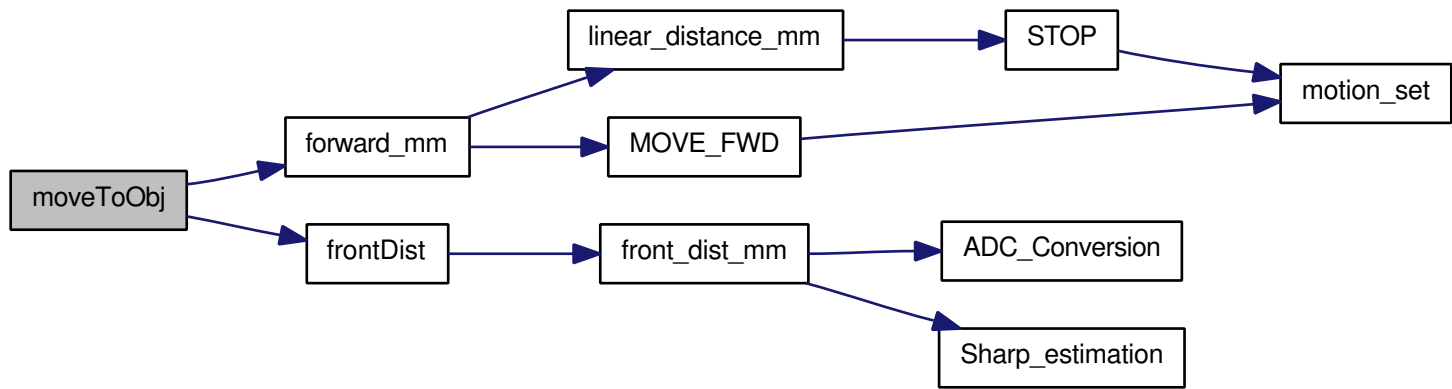 linear_distance_mm
STOP
motion_set
forward_mm
MOVE_FWD
moveToObj
frontDist
front_dist_mm
ADC_Conversion
Sharp_estimation